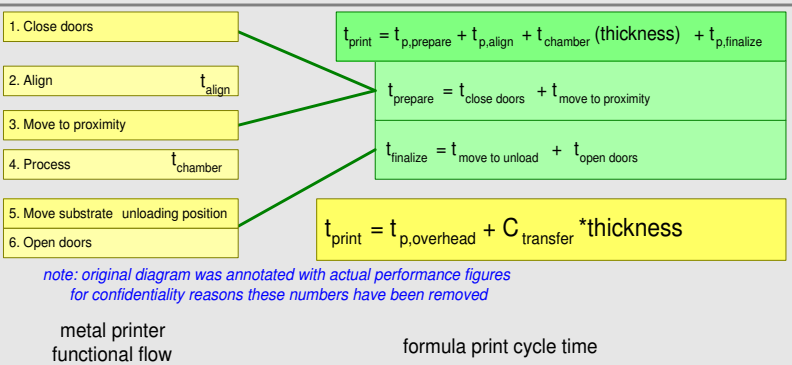 1. Close doors
2. Align t_align
3. Move to proximity
4. Process t_chamber
5. Move substrate unloading position
6. Open doors
t_print = t_p,prepare + t_p,align + t_chamber (thickness) + t_p,finalize
t_prepare = t_close doors + t_move to proximity
t_finalize = t_move to unload + t_open doors
t_print = t_p,overhead + C_transfer *thickness
note: original diagram was annotated with actual performance figures
for confidentiality reasons these numbers have been removed
metal printer
functional flow
formula print cycle time